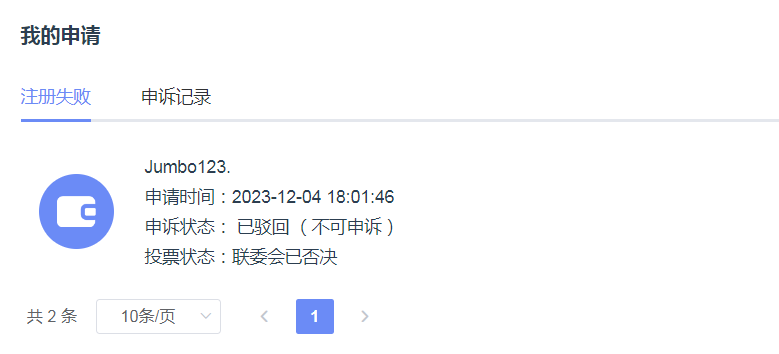 我的申请
注册失败 申诉记录
Jumbo123.
申请时间：2023-12-04 18:01:46
申诉状态： 已驳回 （不可申诉）
投票状态：联委会已否决
共 2 条 10条/页 1